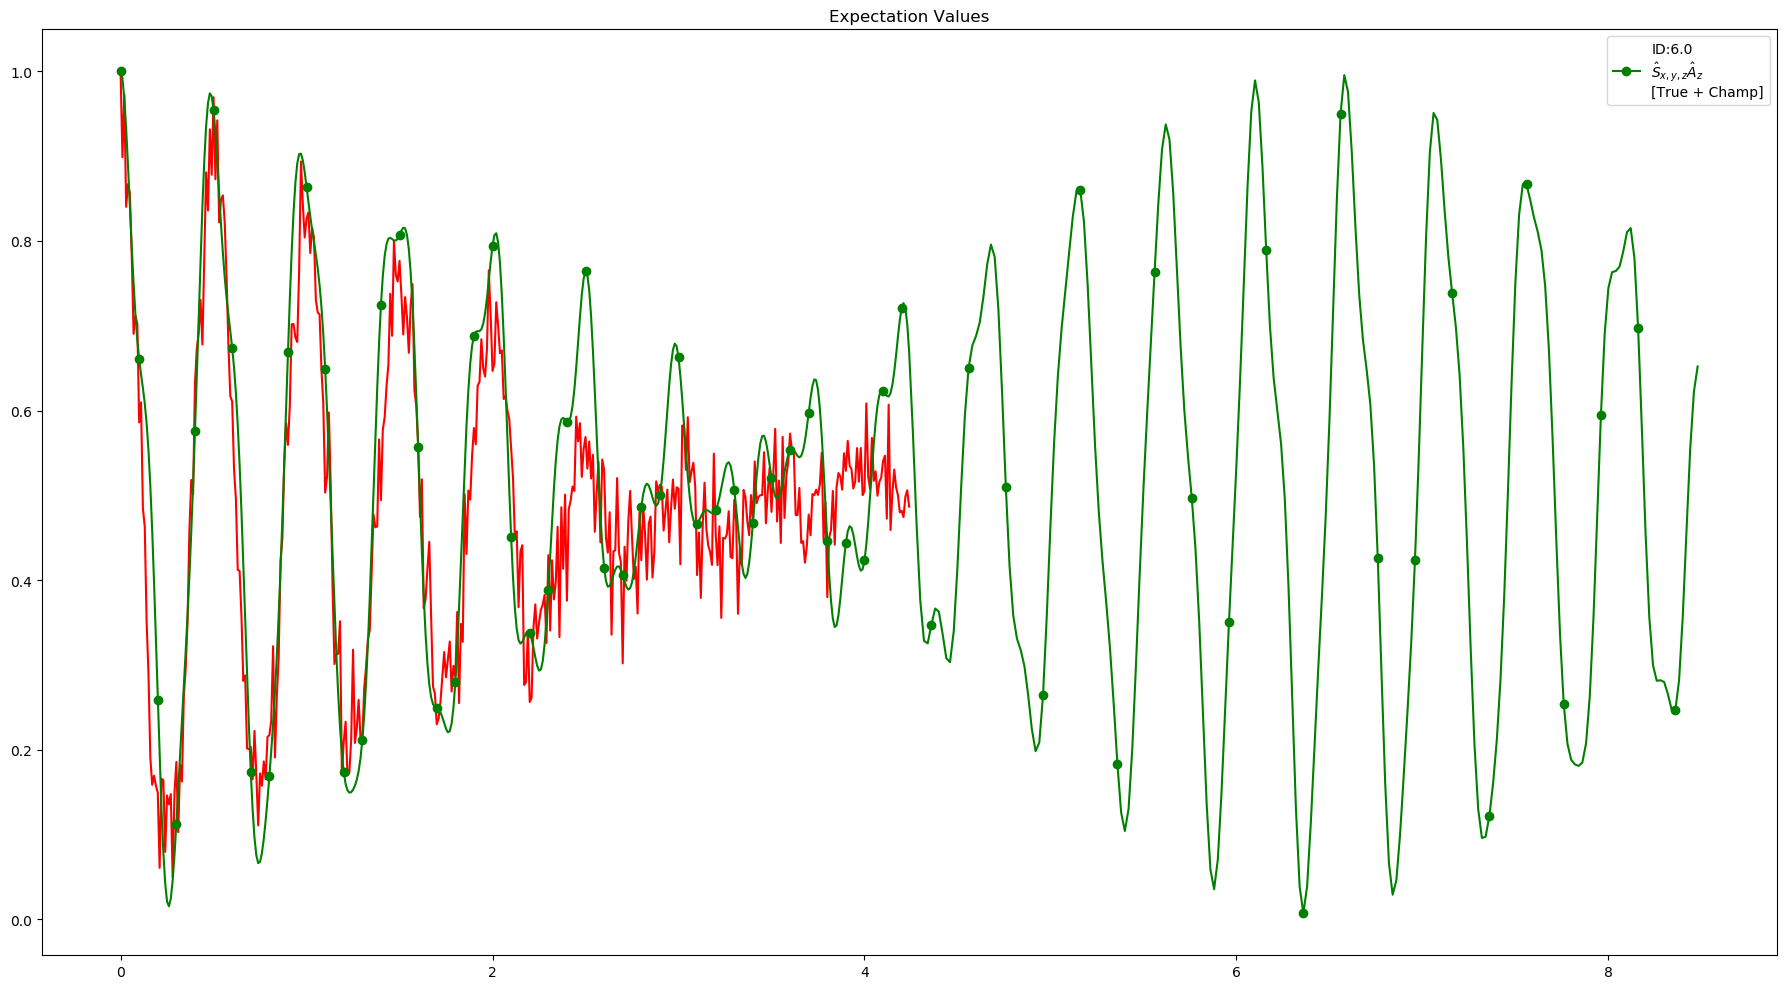 Expectation Values
ID:6.0
$\hat{S}_{x,y,z}\hat{A}_z$
[True + Champ]
1.0
0.8
0.6
0.4
0.2
0.0
0 2 4 6 8